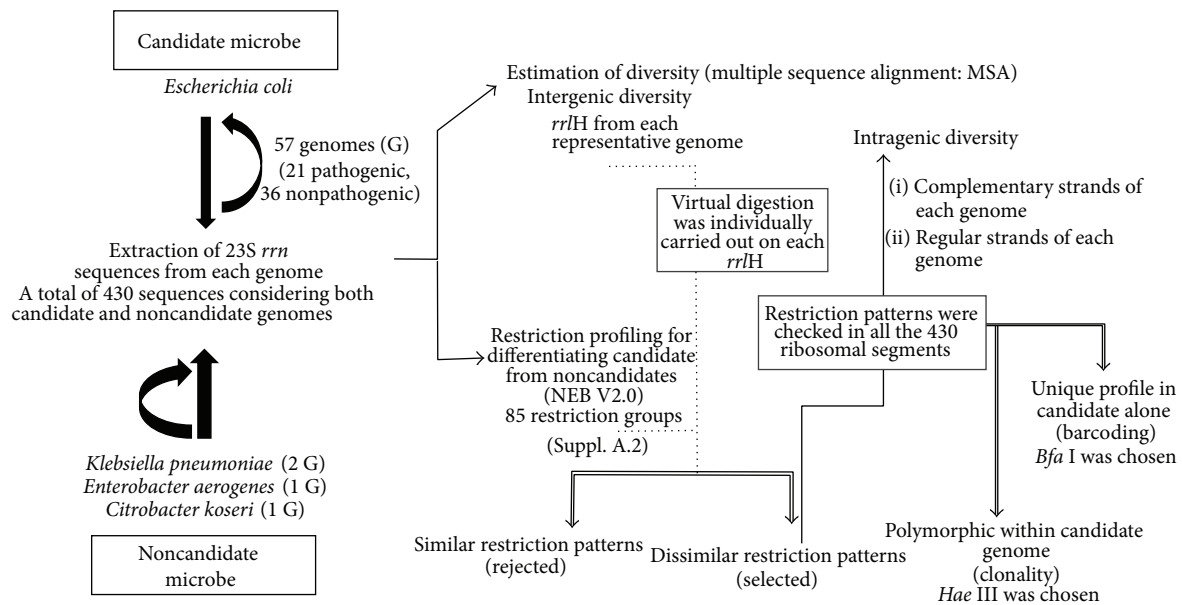 Candidate microbe
Escherichia coli
57 genomes (G)
(21 pathogenic,
36 nonpathogenic)
Extraction of 23S rrn
sequences from each genome
A total of 430 sequences considering both
candidate and noncandidate genomes
Klebsiella pneumoniae (2 G)
Enterobacter aerogenes (1 G)
Citrobacter koseri (1 G)
Noncandidate
microbe
Estimation of diversity (multiple sequence alignment: MSA)
Intergenic diversity
rrlH from each
representative genome
Virtual digestion
was individually
carried out on each
rrlH
Restriction profiling for
differentiating candidate
from noncandidates
(NEB V2.0)
85 restriction groups
(Suppl. A.2)
Similar restriction patterns
(rejected)
Dissimilar restriction patterns
(selected)
Intragenic diversity
(i) Complementary strands of
each genome
(ii) Regular strands of each
genome
Restriction patterns were
checked in all the 430
ribosomal segments
Unique profile in
candidate alone
(barcoding)
Bfa I was chosen
Polymorphic within candidate
genome
(clonality)
Hae III was chosen